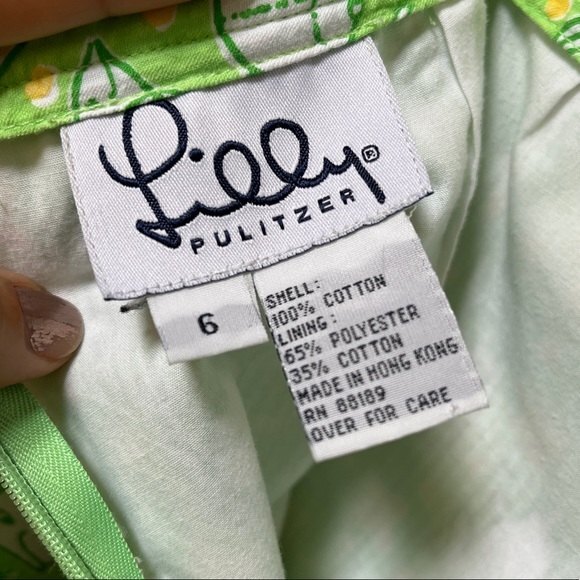 Lilly®
PULITZER
6
SHELL:
100% COTTON
LINING:
65% POLYESTER
35% COTTON
MADE IN HONG KONG
RN 88189
OVER FOR CARE